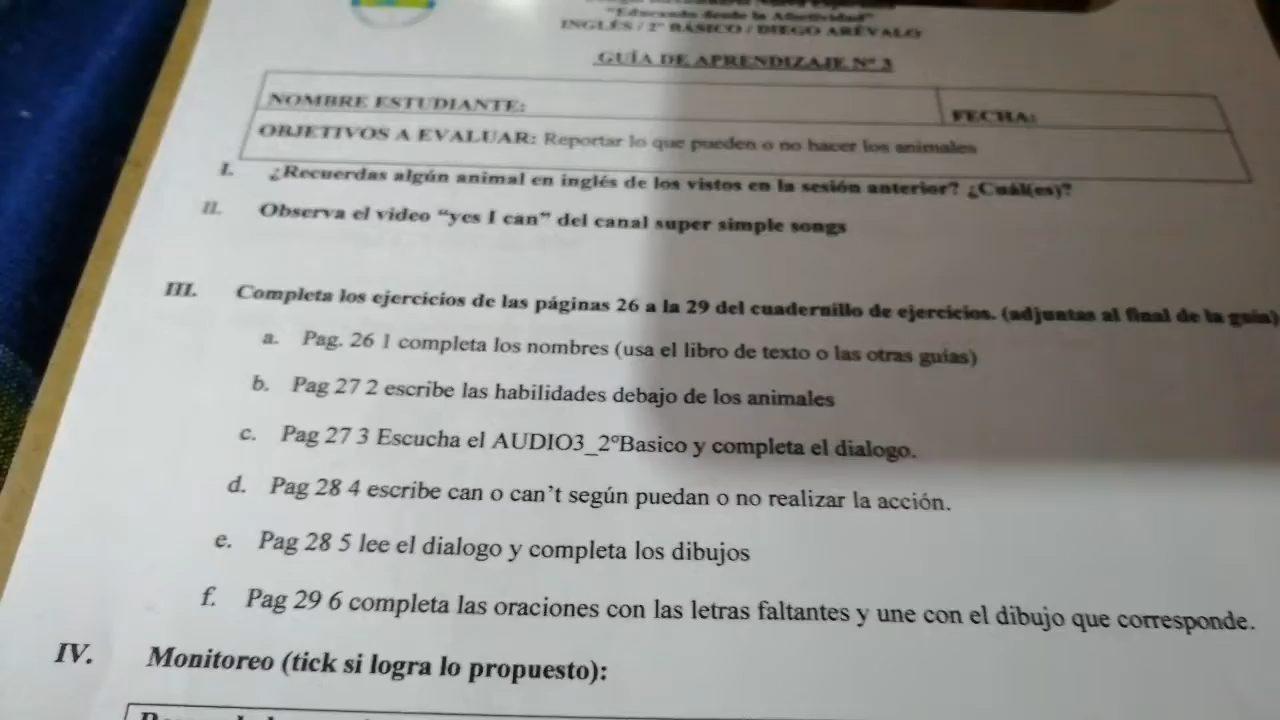 "Educando desde la Afectividad"
INGLÉS / 2° BÁSICO / DIEGO ARÉVALO
GUÍA DE APRENDIZAJE Nº 3
NOMBRE ESTUDIANTE:
FECHA:
OBJETIVOS A EVALUAR: Reportar lo que pueden o no hacer los animales
I. ¿Recuerdas algún animal en inglés de los vistos en la sesión anterior? ¿Cuál(es)?
II. Observa el video “yes I can” del canal super simple songs
III. Completa los ejercicios de las páginas 26 a la 29 del cuadernillo de ejercicios. (adjuntas al final de la guía)
a. Pag. 26 1 completa los nombres (usa el libro de texto o las otras guías)
b. Pag 27 2 escribe las habilidades debajo de los animales
c. Pag 27 3 Escucha el AUDIO3_2ºBasico y completa el dialogo.
d. Pag 28 4 escribe can o can’t según puedan o no realizar la acción.
e. Pag 28 5 lee el dialogo y completa los dibujos
f. Pag 29 6 completa las oraciones con las letras faltantes y une con el dibujo que corresponde.
IV. Monitoreo (tick si logra lo propuesto):